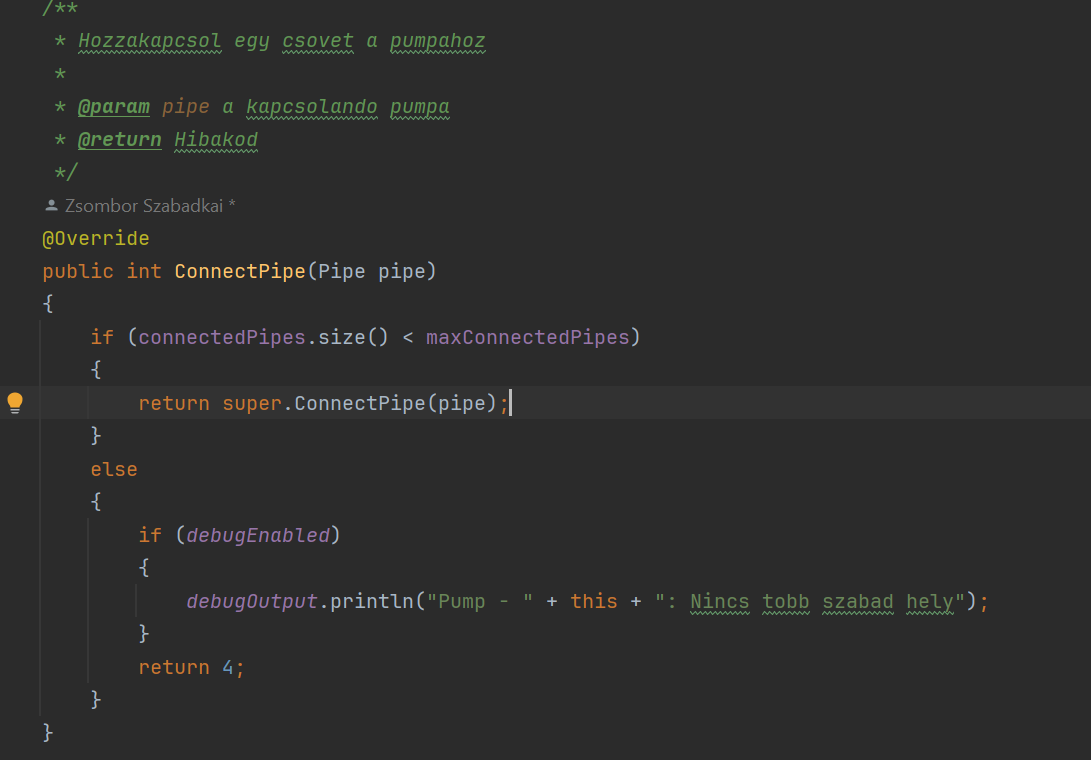 /**
* Hozzakapcsol egy csovet a pumpahoz
*
* @param pipe a kapcsolando pumpa
* @return Hibakod
*/
Zsombor Szabadkai *
@Override
public int ConnectPipe(Pipe pipe)
{
if (connectedPipes.size() < maxConnectedPipes)
{
return super.ConnectPipe(pipe);
}
else
{
if (debugEnabled)
{
debugOutput.println("Pump - " + this + ": Nincs tobb szabad hely");
}
return 4;
}
}